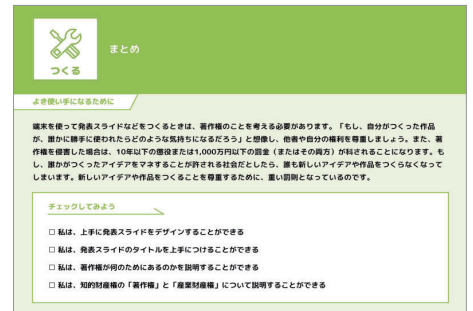 まとめ
つくる
よき使い手になるために
端末を使って発表スライドなどをつくるときは、著作権のことを考える必要があります。「もし、自分がつくった作品
が、誰かに勝手に使われたらどのような気持ちになるだろう」と想像し、他者や自分の権利を尊重しましょう。また、著
作権を侵害した場合は、10年以下の懲役または1,000万円以下の罰金（またはその両方）が科されることになります。も
し、誰かがつくったアイデアをマネすることが許される社会だとしたら、誰も新しいアイデアや作品をつくらなくなって
しまいます。新しいアイデアや作品をつくることを尊重するために、重い罰則となっているのです。
チェックしてみよう
□ 私は、上手に発表スライドをデザインすることができる
□ 私は、発表スライドのタイトルを上手につけることができる
□ 私は、著作権が何のためにあるのかを説明することができる
□ 私は、知的財産権の「著作権」と「産業財産権」について説明することができる